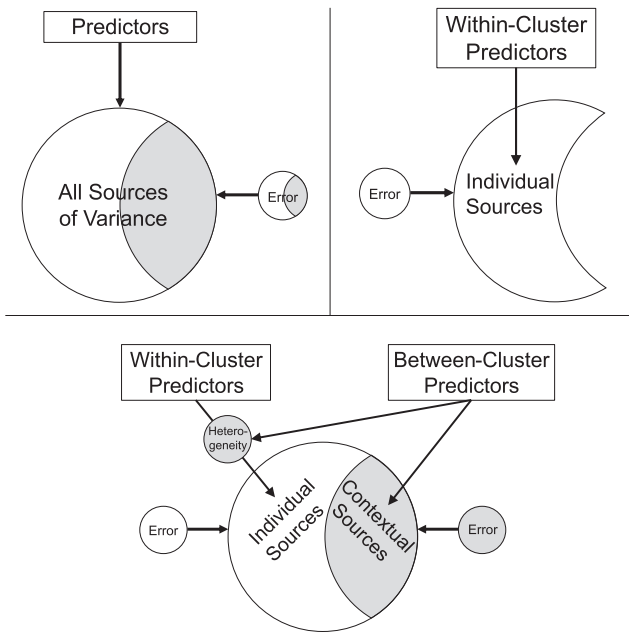 Predictors
All Sources
of Variance
Error
Within-Cluster
Predictors
Error
Individual
Sources
Within-Cluster
Predictors
Between-Cluster
Predictors
Hetero-
geneity
Individual
Sources
Contextual
Sources
Error
Error